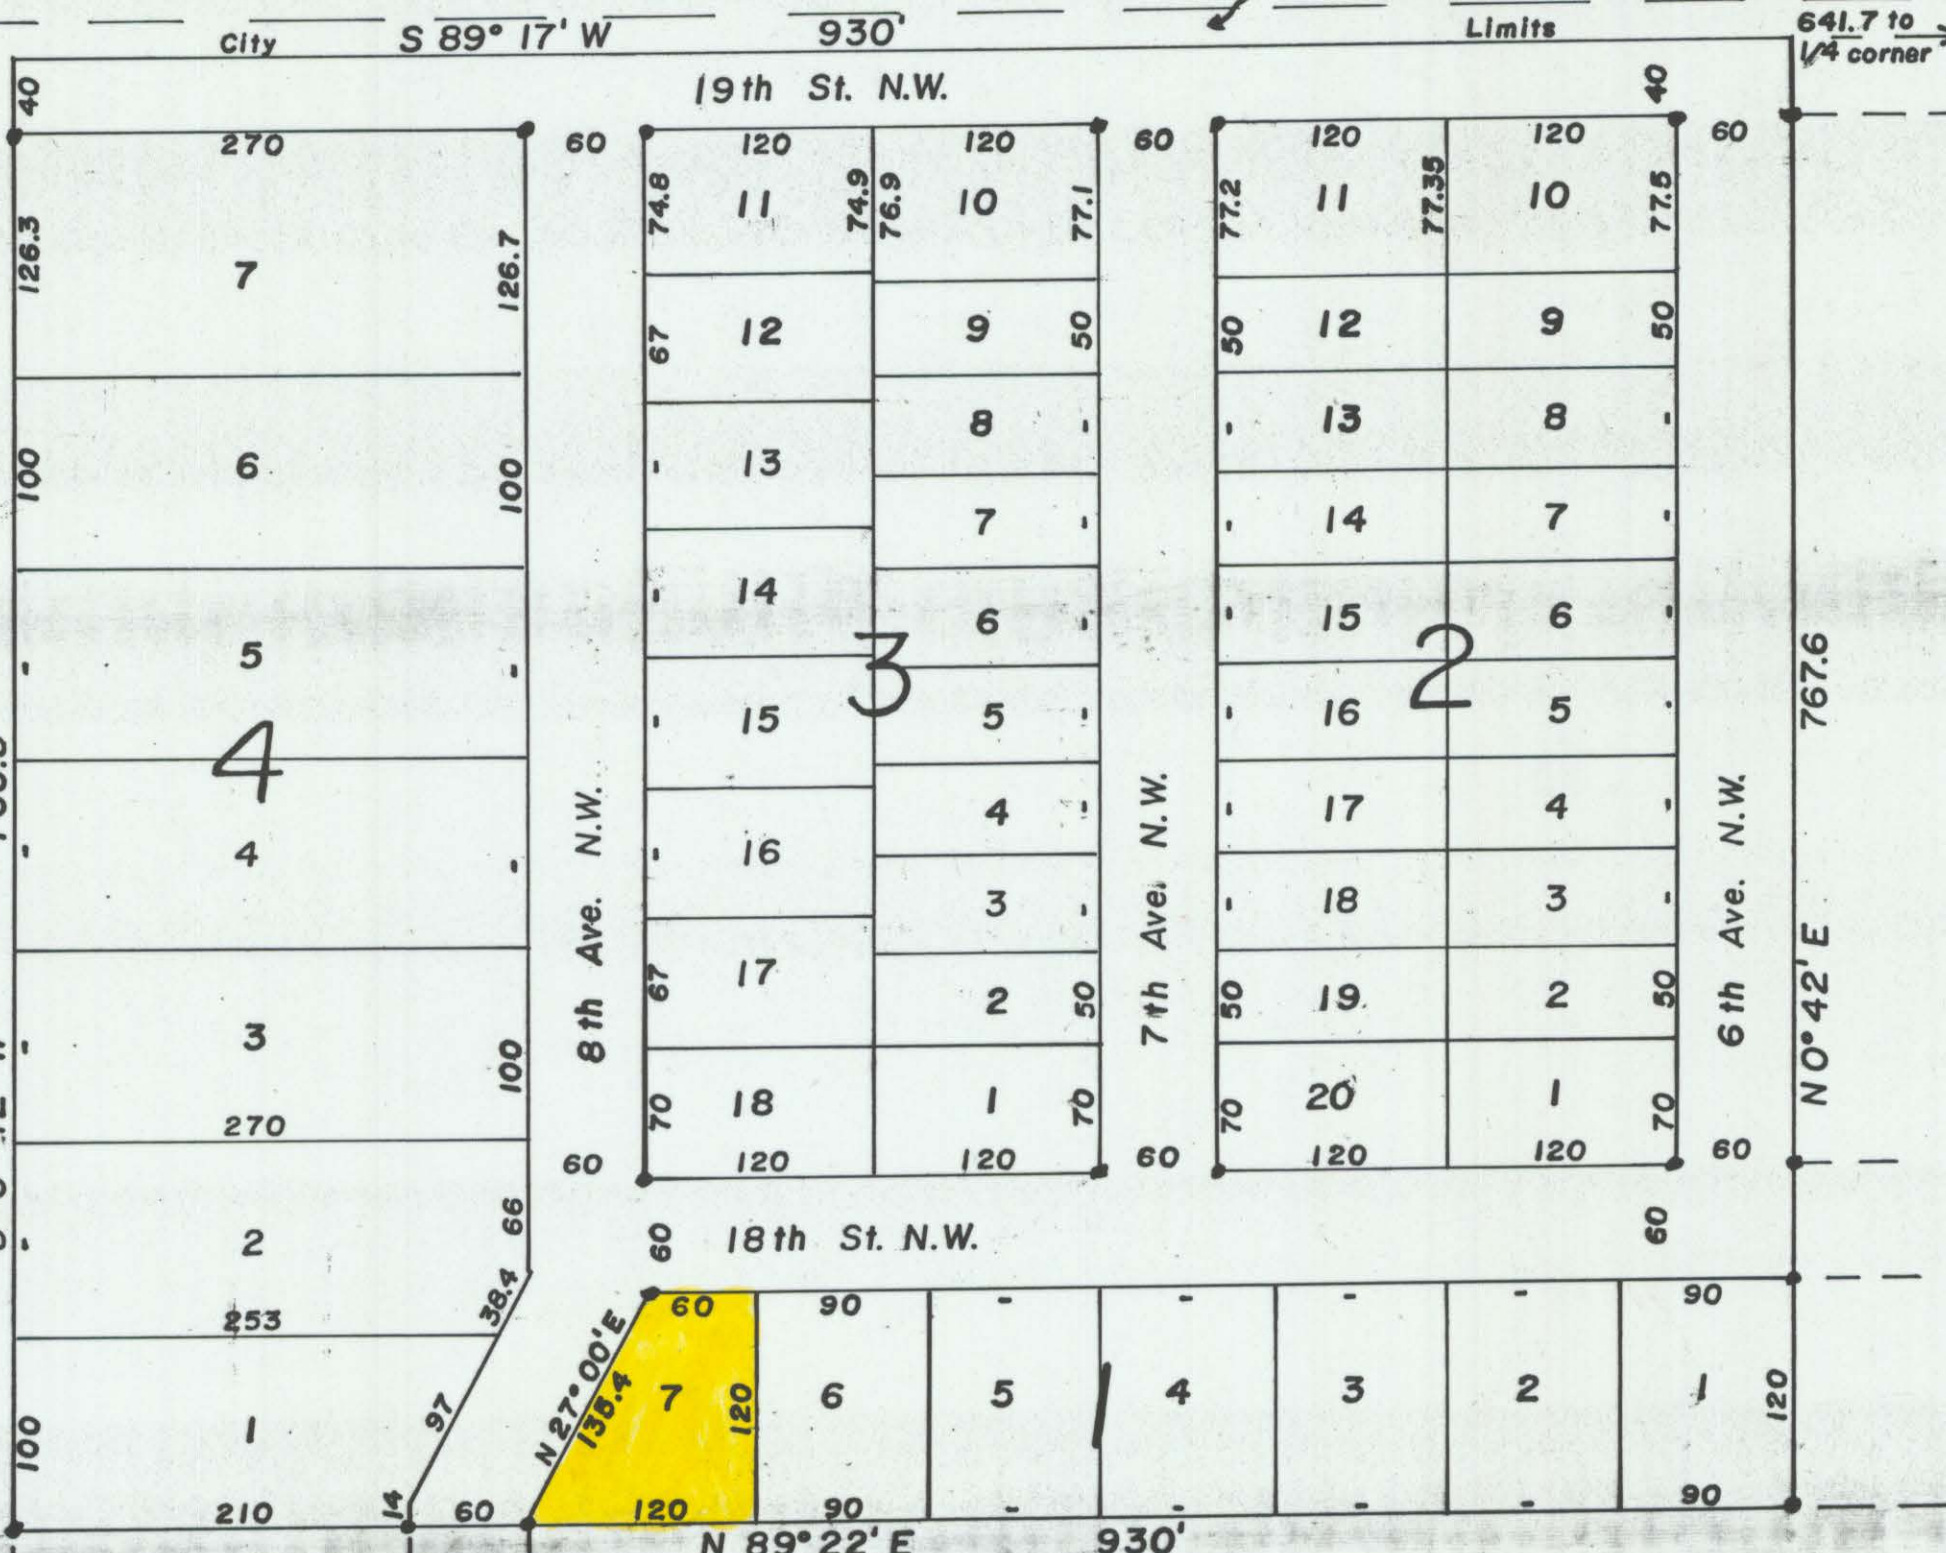 City S 89° 17' W 930' Limits 641.7 to
1/4 corner
40 19th St. N.W. 40
270 60 120 120 60 120 120 60
126.3 7 126.7 74.8 11 74.9 76.9 10 77.1 77.2 11 77.35 10 77.5
67 12 9 50 50 12 9 50
100 6 100 - 13 8 - - 13 8 -
7 - - 14 7 -
- 5 - - 14 6 - - 15 6 -
4 3 2 767.6
- 15 5 - - 16 5 -
- 4 - - 16 4 - - 17 4 -
8th Ave. N.W. 7th Ave. N.W. 6th Ave. N.W. N 0° 42' E
3 - - 18 3 -
- 3 100 67 17 2 50 50 19 2 50
270 70 18 1 70 70 20 1 70
60 120 120 60 120 120 60
- 2 66 60 18th St. N.W. 60
253 38.4
60 90 - - - - 90
100 1 97 N 27° 00' E 135.4 7 120 6 5 1 4 3 2 1 120
210 14 60 120 90 - - - - 90
N 89° 22' E 930'